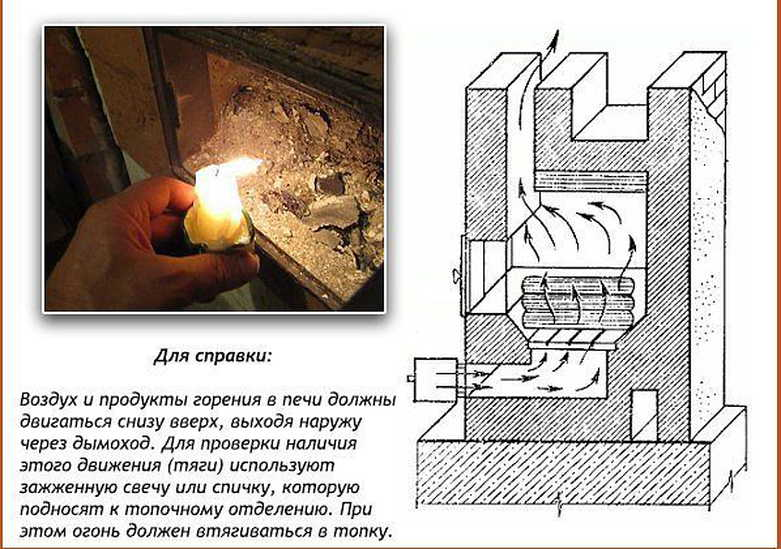 Для справки:
Воздух и продукты горения в печи должны
двигаться снизу вверх, выходя наружу
через дымоход. Для проверки наличия
этого движения (тяги) используют
зажженную свечу или спичку, которую
подносят к топочному отделению. При
этом огонь должен втягиваться в топку.